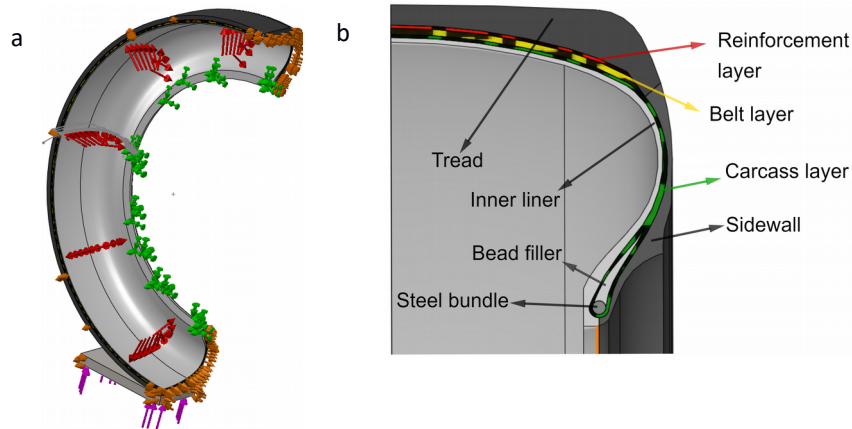 a
b
Reinforcement
layer
Belt layer
Tread
Carcass layer
Inner liner
Sidewall
Bead filler
Steel bundle